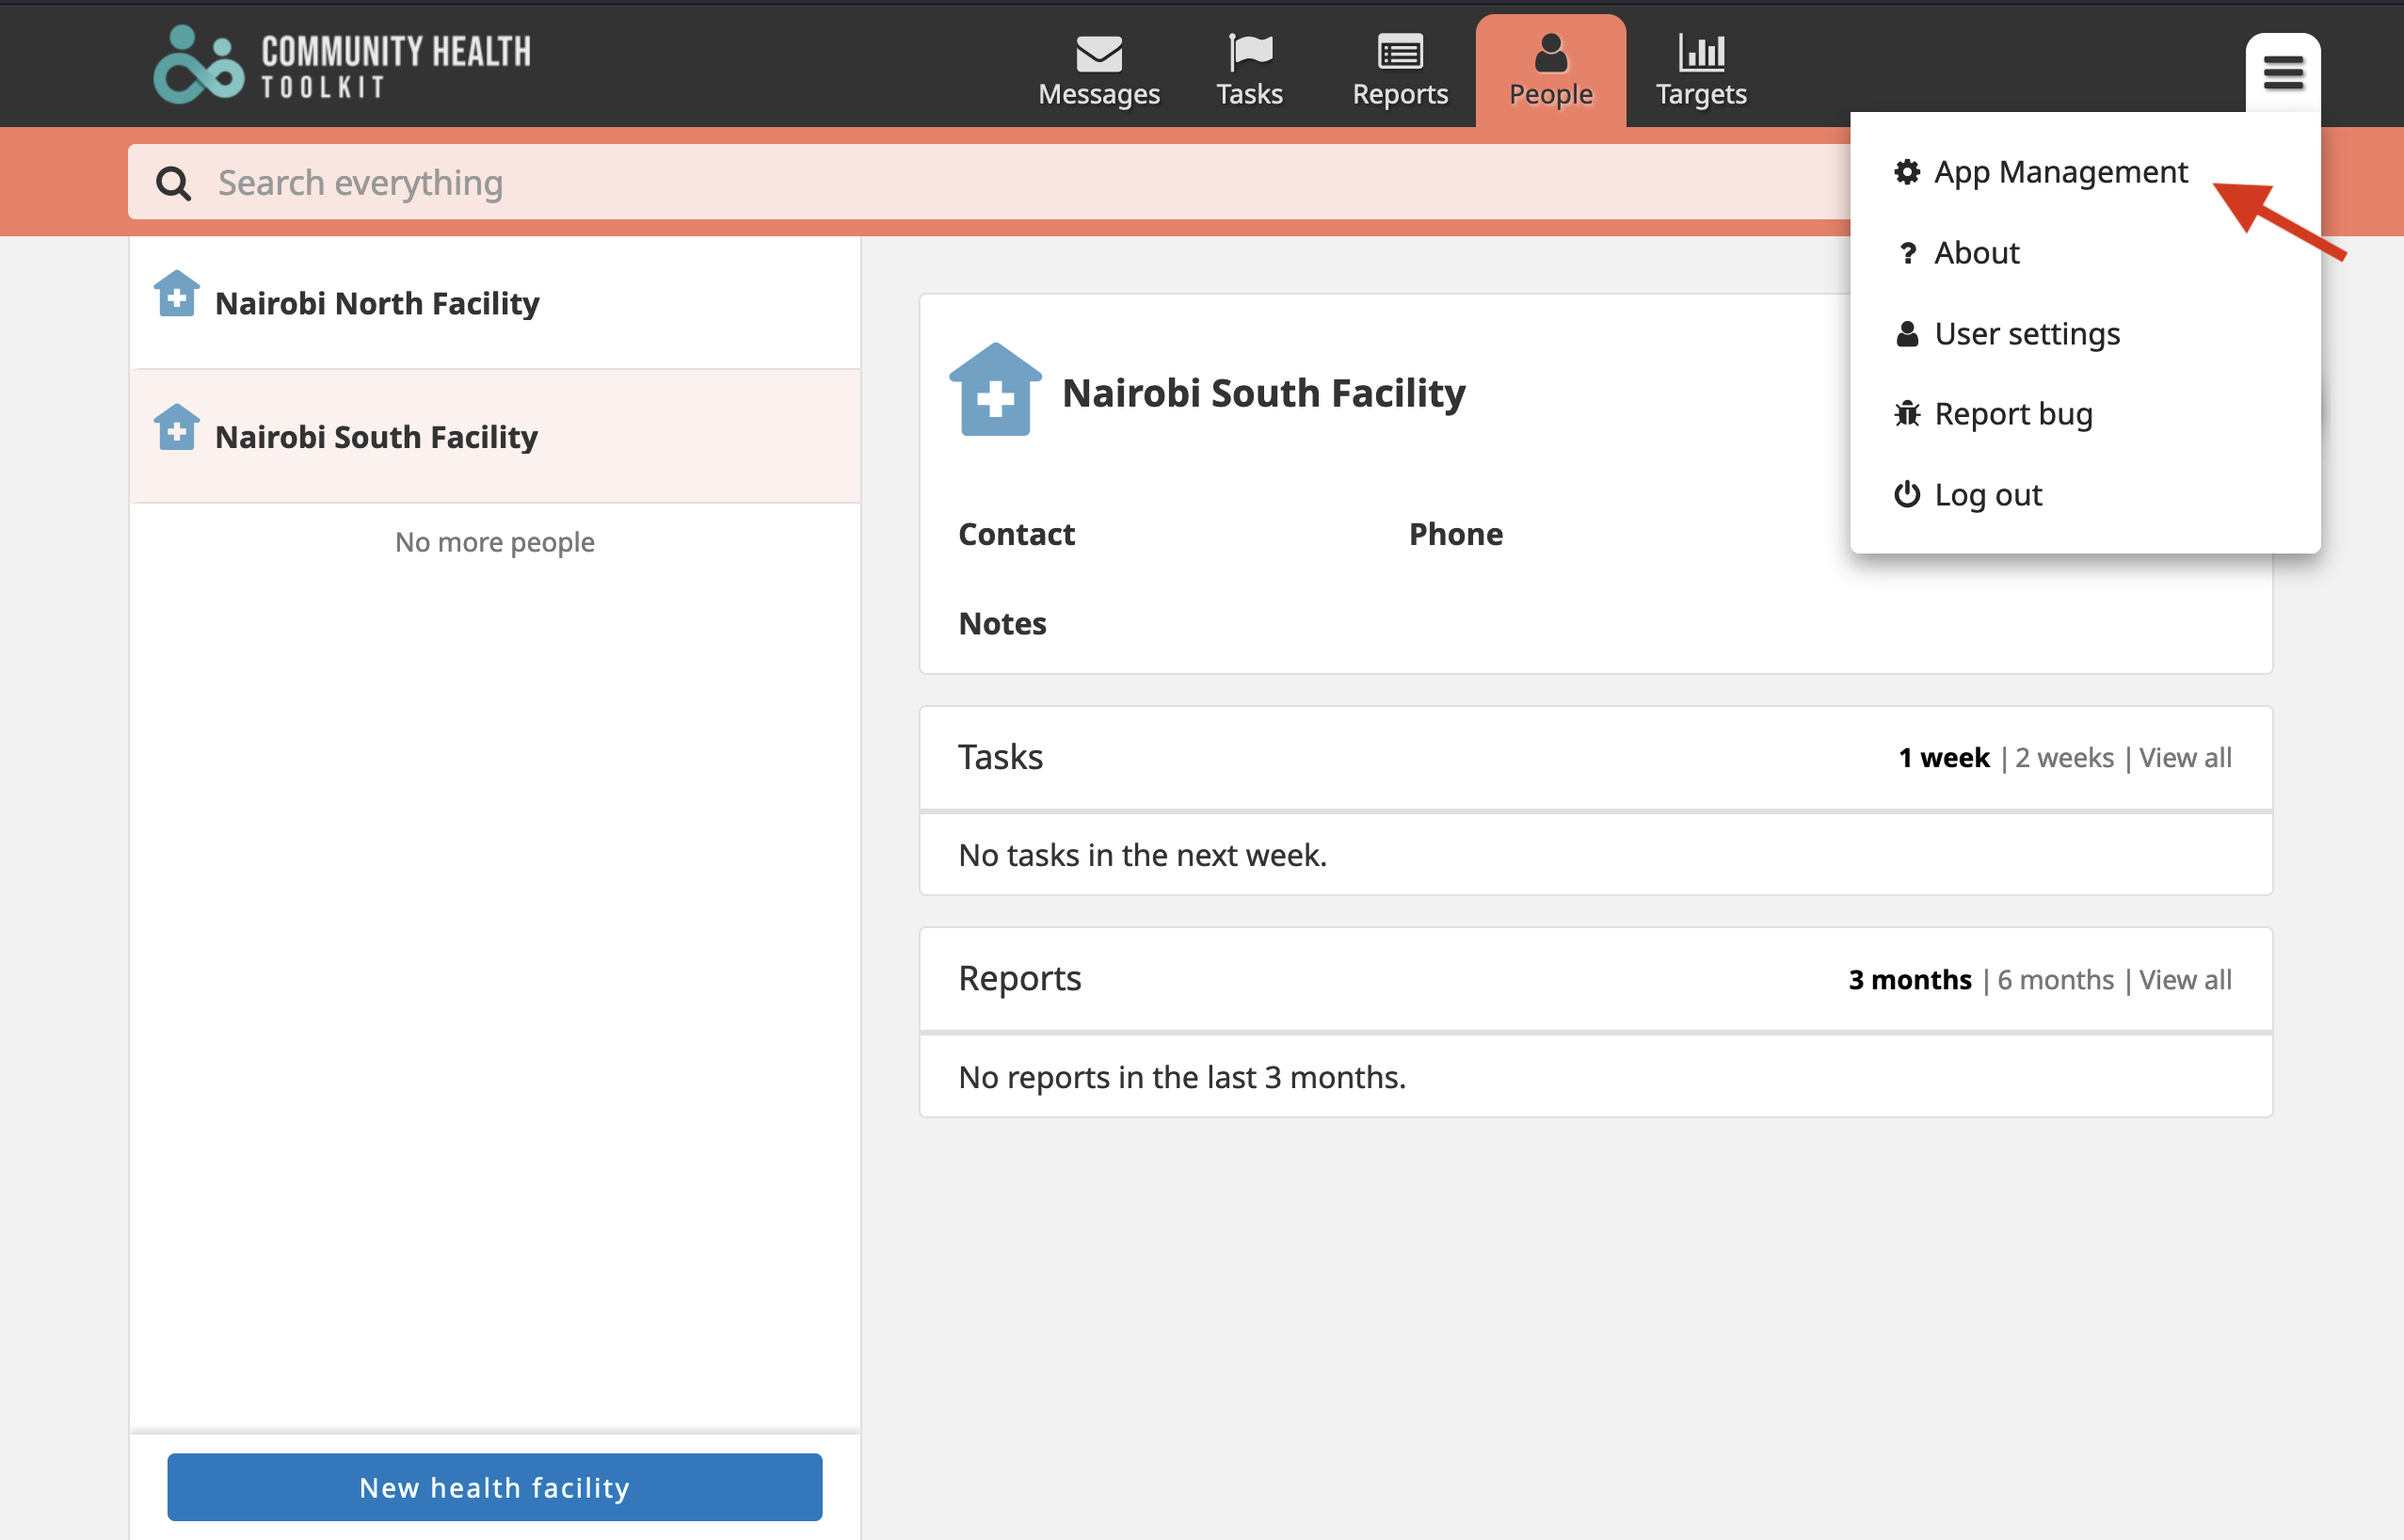 COMMUNITY HEALTH
TOOLKIT
Messages
Tasks
Reports
People
Targets
Search everything
App Management
About
User settings
Report bug
Log out
Nairobi North Facility
Nairobi South Facility
No more people
New health facility
Nairobi South Facility
Contact
Phone
Notes
Tasks
1 week | 2 weeks | View all
No tasks in the next week.
Reports
3 months | 6 months | View all
No reports in the last 3 months.